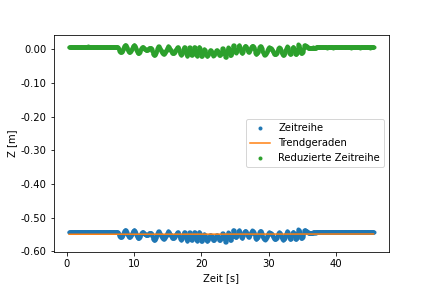 0.00
-0.10
-0.20
-0.30
-0.40
-0.50
-0.60
Z [m]
Zeitreihe
Trendgeraden
Reduzierte Zeitreihe
0 10 20 30 40
Zeit [s]